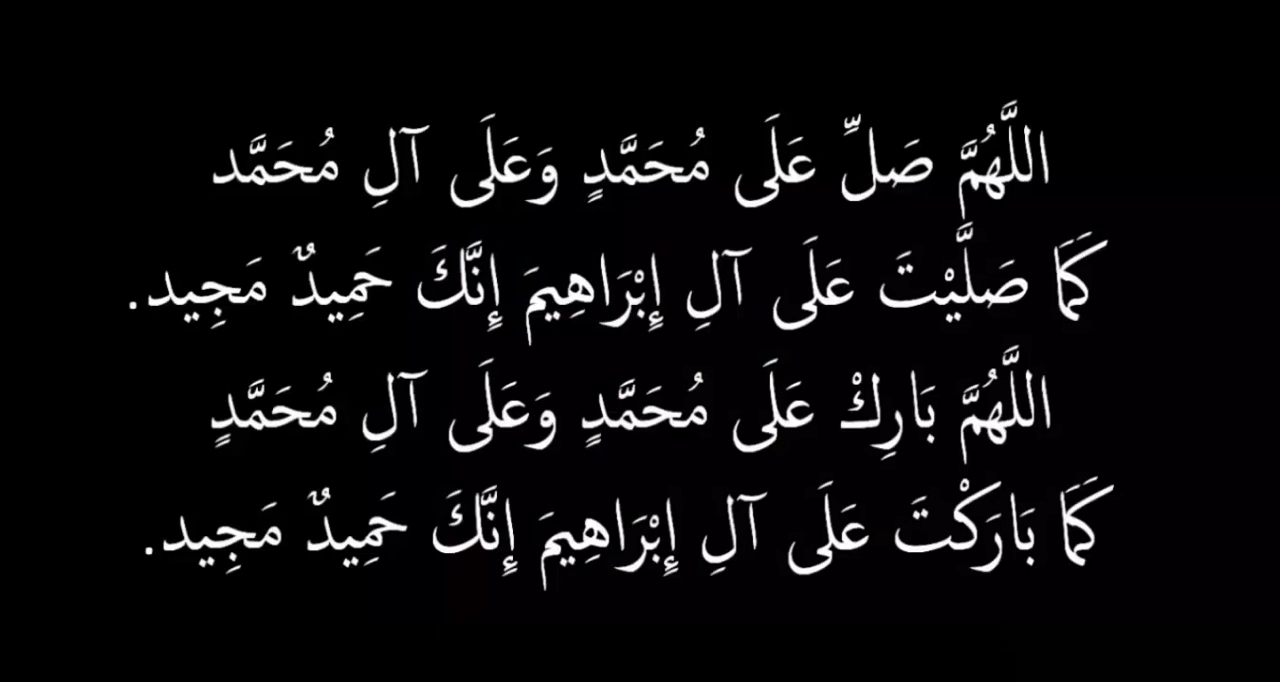 اللَّهُمَّ صَلِّ عَلَى مُحَمَّدٍ وَعَلَى آلِ مُحَمَّد
كَمَا صَلَّيْتَ عَلَى آلِ إِبْرَاهِيمَ إِنَّكَ حَمِيدٌ مَجِيد.
اللَّهُمَّ بَارِكْ عَلَى مُحَمَّدٍ وَعَلَى آلِ مُحَمَّدٍ
كَمَا بَارَكْتَ عَلَى آلِ إِبْرَاهِيمَ إِنَّكَ حَمِيدٌ مَجِيد.